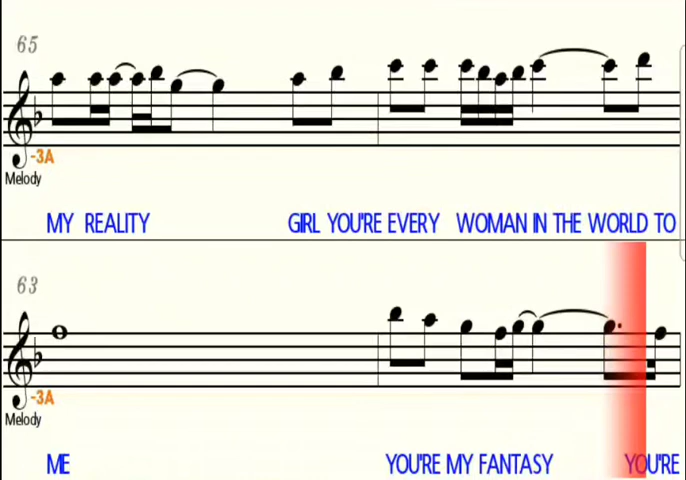 65
-3A
Melody
MY REALITY GIRL YOU'RE EVERY WOMAN IN THE WORLD TO
63
-3A
Melody
ME YOU'RE MY FANTASY YOU'RE